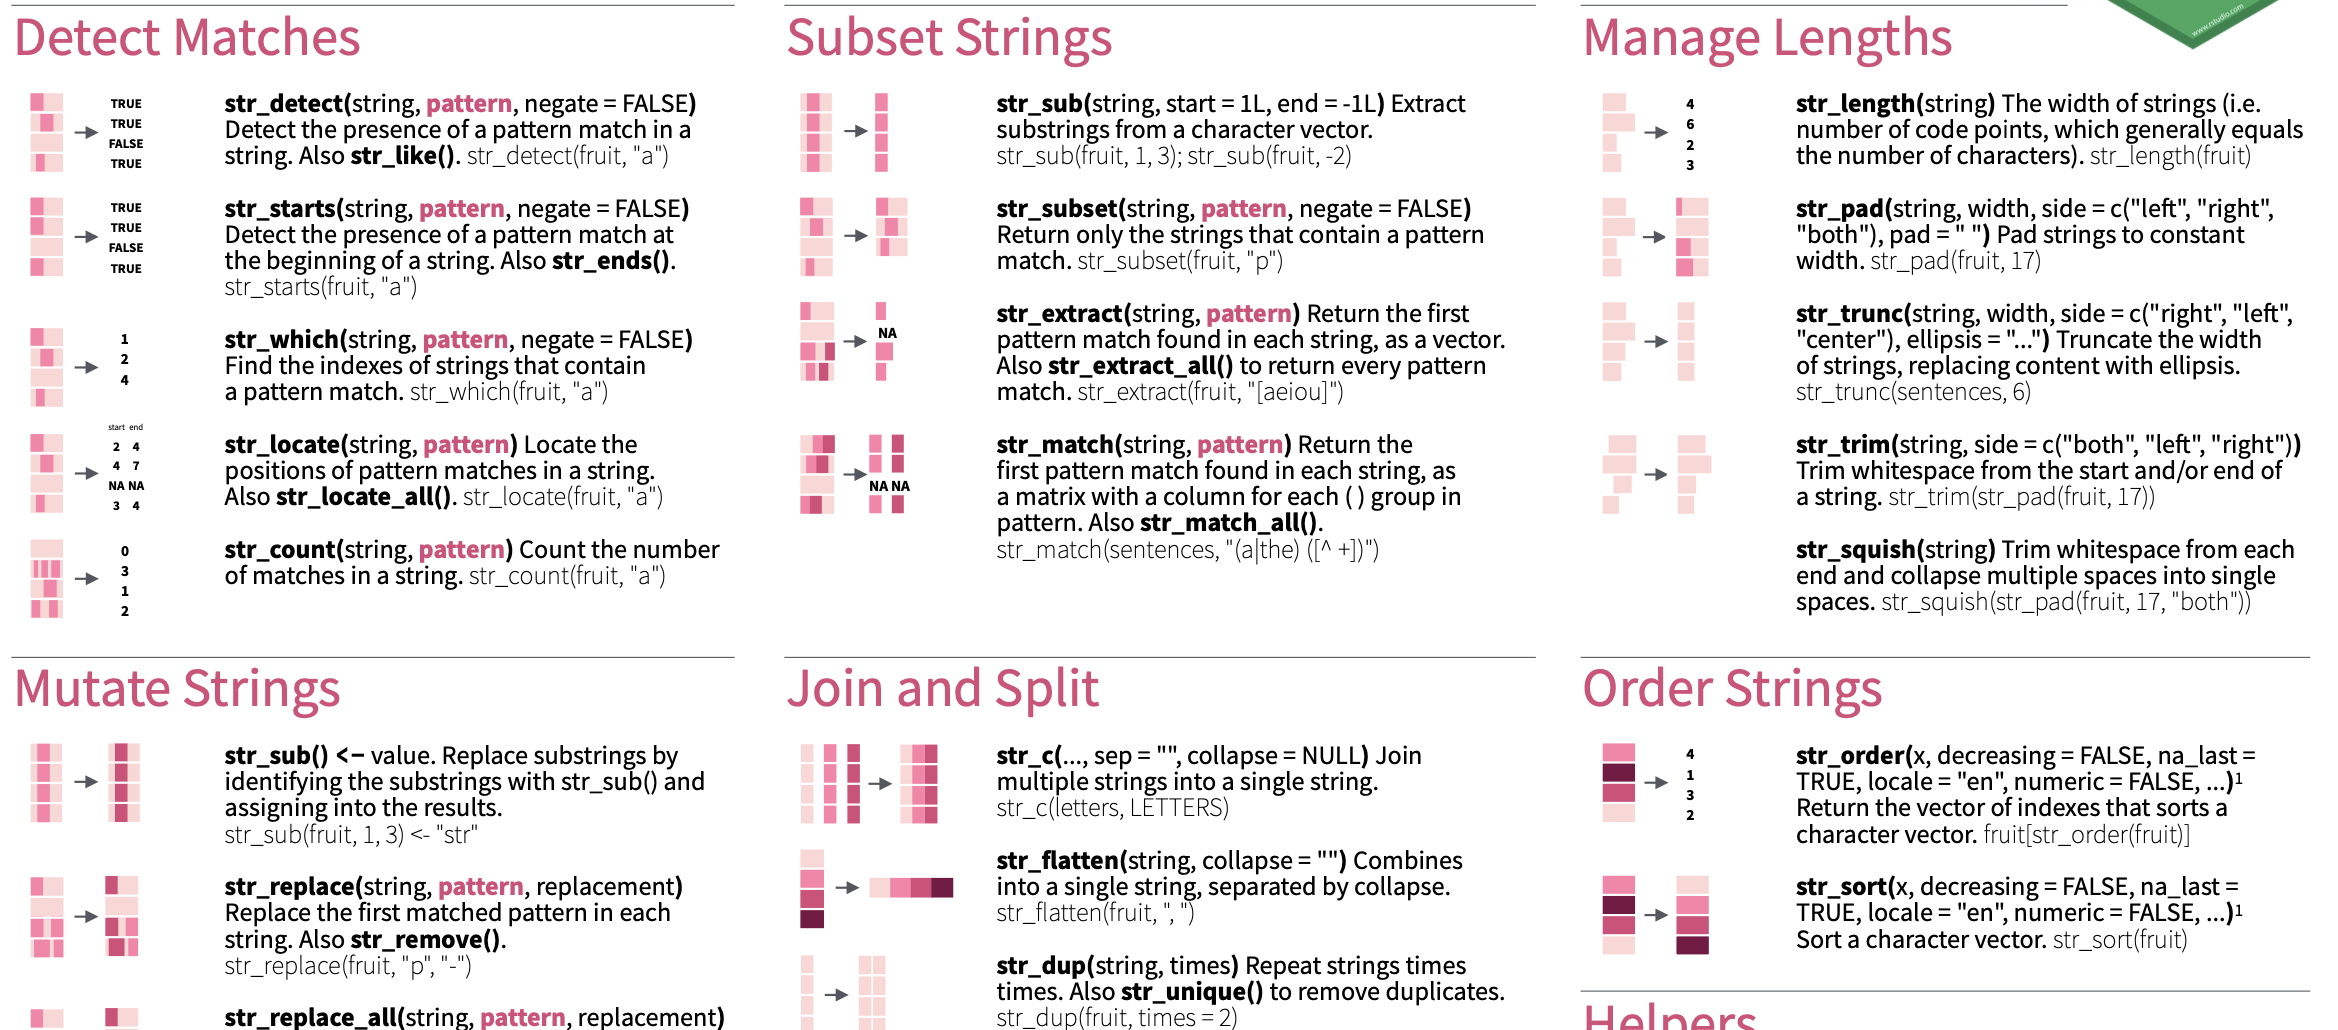 Detect Matches
TRUE
TRUE
FALSE
TRUE
str_detect(string, pattern, negate = FALSE)
Detect the presence of a pattern match in a
string. Also str_like(). str_detect(fruit, "a")
TRUE
TRUE
FALSE
TRUE
str_starts(string, pattern, negate = FALSE)
Detect the presence of a pattern match at
the beginning of a string. Also str_ends().
str_starts(fruit, "a")
1
2
4
str_which(string, pattern, negate = FALSE)
Find the indexes of strings that contain
a pattern match. str_which(fruit, "a")
start end
2 4
4 7
NA NA
3 4
str_locate(string, pattern) Locate the
positions of pattern matches in a string.
Also str_locate_all(). str_locate(fruit, "a")
0
3
1
2
str_count(string, pattern) Count the number
of matches in a string. str_count(fruit, "a")
Subset Strings
str_sub(string, start = 1L, end = -1L) Extract
substrings from a character vector.
str_sub(fruit, 1, 3); str_sub(fruit, -2)
str_subset(string, pattern, negate = FALSE)
Return only the strings that contain a pattern
match. str_subset(fruit, "p")
NA
str_extract(string, pattern) Return the first
pattern match found in each string, as a vector.
Also str_extract_all() to return every pattern
match. str_extract(fruit, "[aeiou]")
NA NA
str_match(string, pattern) Return the
first pattern match found in each string, as
a matrix with a column for each ( ) group in
pattern. Also str_match_all().
str_match(sentences, "(a|the) ([^ +])")
Manage Lengths
www.rstudio.com
4
6
2
3
str_length(string) The width of strings (i.e.
number of code points, which generally equals
the number of characters). str_length(fruit)
str_pad(string, width, side = c("left", "right",
"both"), pad = " ") Pad strings to constant
width. str_pad(fruit, 17)
str_trunc(string, width, side = c("right", "left",
"center"), ellipsis = "...") Truncate the width
of strings, replacing content with ellipsis.
str_trunc(sentences, 6)
str_trim(string, side = c("both", "left", "right"))
Trim whitespace from the start and/or end of
a string. str_trim(str_pad(fruit, 17))
str_squish(string) Trim whitespace from each
end and collapse multiple spaces into single
spaces. str_squish(str_pad(fruit, 17, "both"))
Mutate Strings
str_sub() <- value. Replace substrings by
identifying the substrings with str_sub() and
assigning into the results.
str_sub(fruit, 1, 3) <- "str"
str_replace(string, pattern, replacement)
Replace the first matched pattern in each
string. Also str_remove().
str_replace(fruit, "p", "-")
str_replace_all(string, pattern, replacement)
Join and Split
str_c(..., sep = "", collapse = NULL) Join
multiple strings into a single string.
str_c(letters, LETTERS)
str_flatten(string, collapse = "") Combines
into a single string, separated by collapse.
str_flatten(fruit, ", ")
str_dup(string, times) Repeat strings times
times. Also str_unique() to remove duplicates.
str_dup(fruit, times = 2)
Order Strings
4
1
3
2
str_order(x, decreasing = FALSE, na_last =
TRUE, locale = "en", numeric = FALSE, ...)¹
Return the vector of indexes that sorts a
character vector. fruit[str_order(fruit)]
str_sort(x, decreasing = FALSE, na_last =
TRUE, locale = "en", numeric = FALSE, ...)¹
Sort a character vector. str_sort(fruit)
Helpers